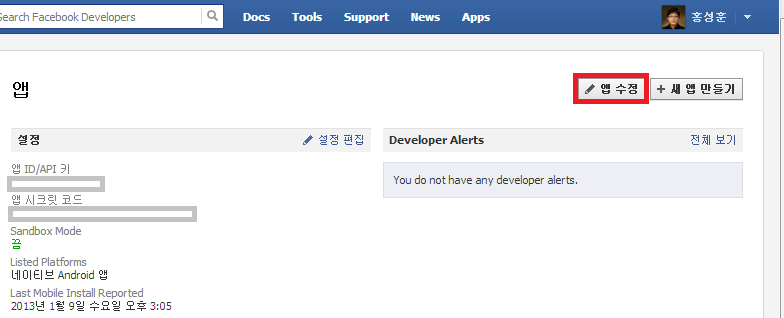 Search Facebook Developers
Docs Tools Support News Apps 홍성훈
앱
앱 수정 새 앱 만들기
설정 설정 편집
Developer Alerts 전체 보기
앱 ID/API 키
You do not have any developer alerts.
앱 시크릿 코드
Sandbox Mode
끔
Listed Platforms
네이티브 Android 앱
Last Mobile Install Reported
2013년 1월 9일 수요일 오후 3:05